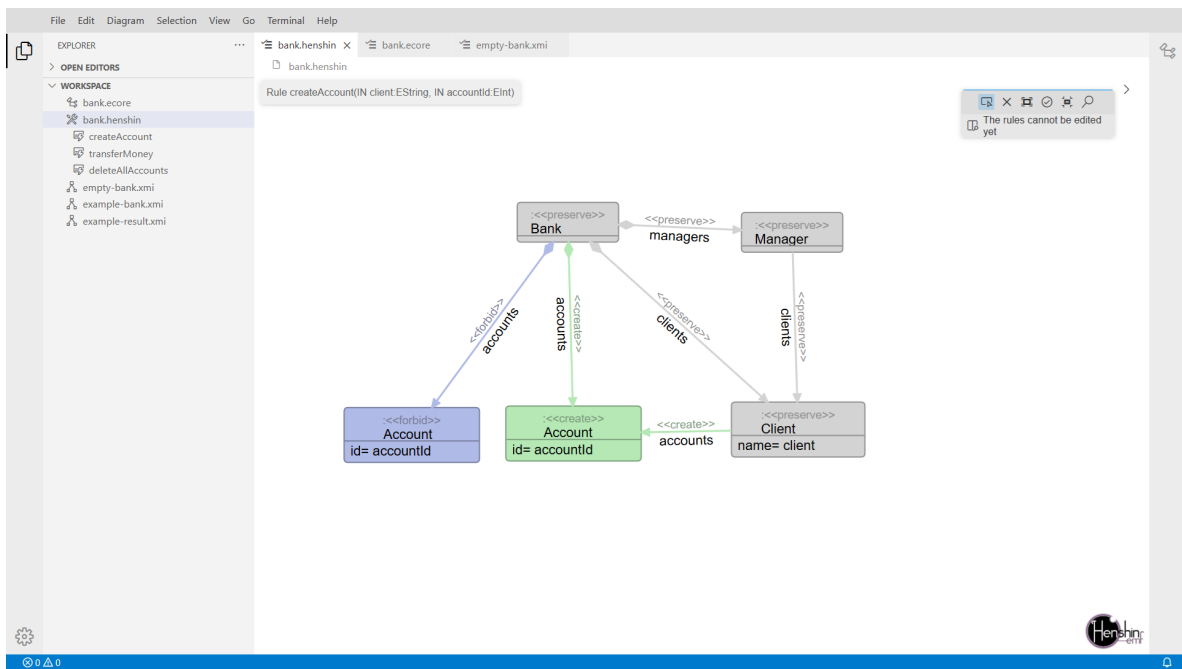 File Edit Diagram Selection View Go Terminal Help
EXPLORER
bank.henshin
bank.ecore
empty-bank.xmi
OPEN EDITORS
bank.henshin
WORKSPACE
bank.ecore
bank.henshin
createAccount
transferMoney
deleteAllAccounts
empty-bank.xmi
example-bank.xmi
example-result.xmi
Rule createAccount(IN client:EString, IN accountId:EInt)
The rules cannot be edited
yet
:<<preserve>>
Bank
<<preserve>>
managers
:<<preserve>>
Manager
<<forbid>>
accounts
<<create>>
accounts
<<preserve>>
clients
<<preserve>>
clients
:<<forbid>>
Account
id= accountId
:<<create>>
Account
id= accountId
<<create>>
accounts
:<<preserve>>
Client
name= client
Henshin
emf
0 0